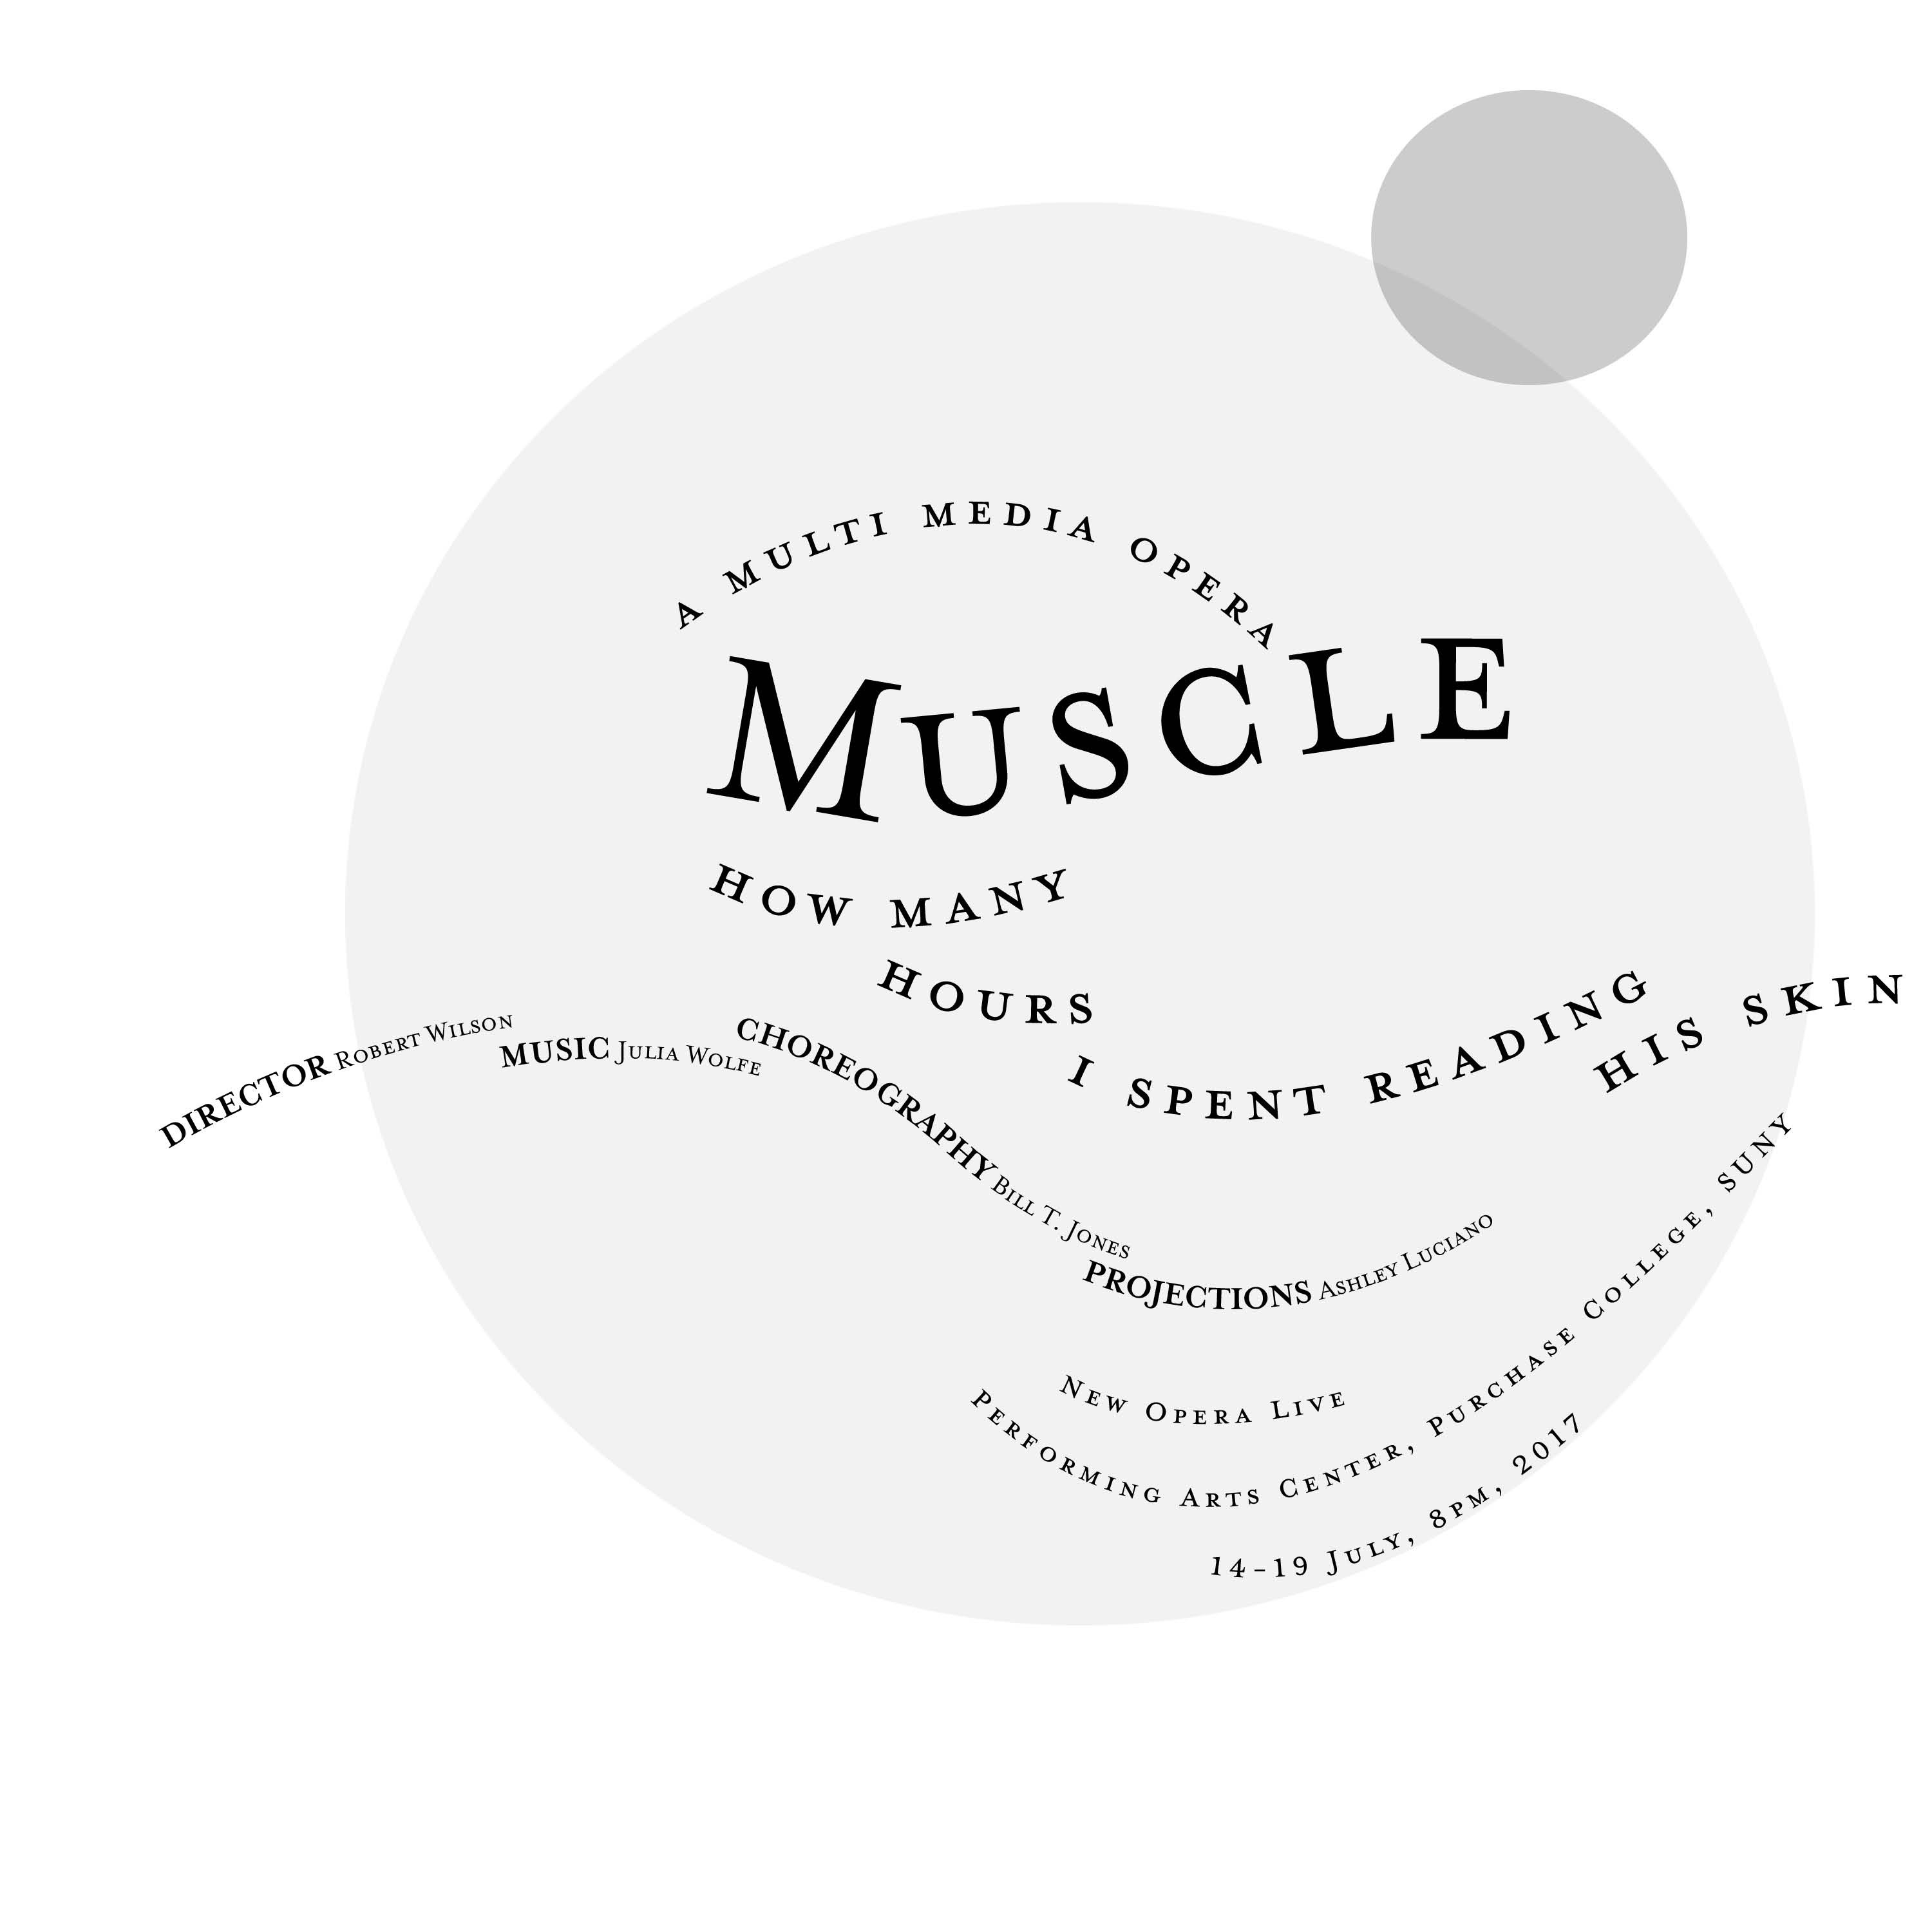 A MULTI MEDIA OPERA
MUSCLE
HOW MANY
HOURS
I SPENT READING
HIS SKIN
DIRECTOR ROBERT WILSON
MUSIC JULIA WOLFE
CHOREOGRAPHY BILL T. JONES
PROJECTIONS ASHLEY LUCIANO
NEW OPERA LIVE
PERFORMING ARTS CENTER, PURCHASE COLLEGE, SUNY
14-19 JULY, 8PM, 2017